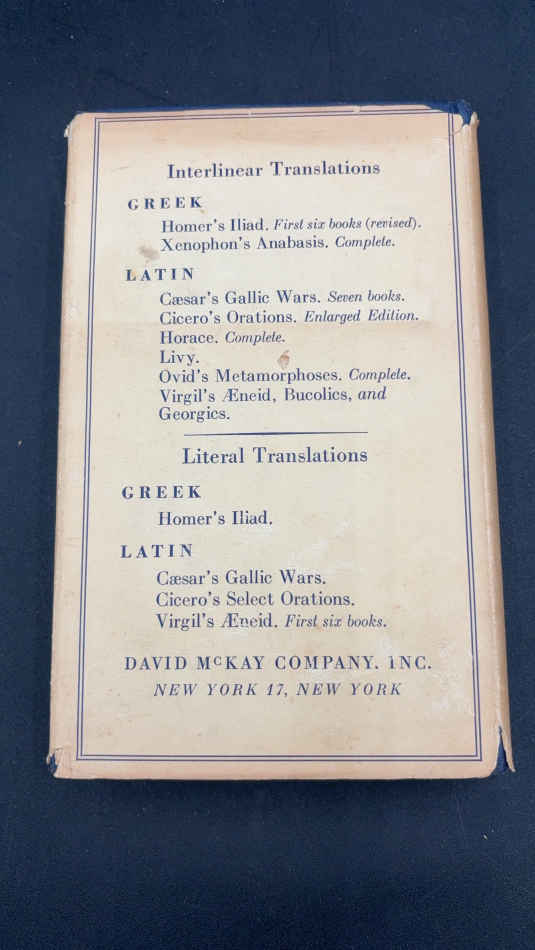 Interlinear Translations
GREEK
Homer's Iliad. First six books (revised).
Xenophon's Anabasis. Complete.
LATIN
Cæsar's Gallic Wars. Seven books.
Cicero's Orations. Enlarged Edition.
Horace. Complete.
Livy.
Ovid's Metamorphoses. Complete.
Virgil's Æneid, Bucolics, and
Georgics.
Literal Translations
GREEK
Homer's Iliad.
LATIN
Cæsar's Gallic Wars.
Cicero's Select Orations.
Virgil's Æneid. First six books.
DAVID McKAY COMPANY. INC.
NEW YORK 17, NEW YORK